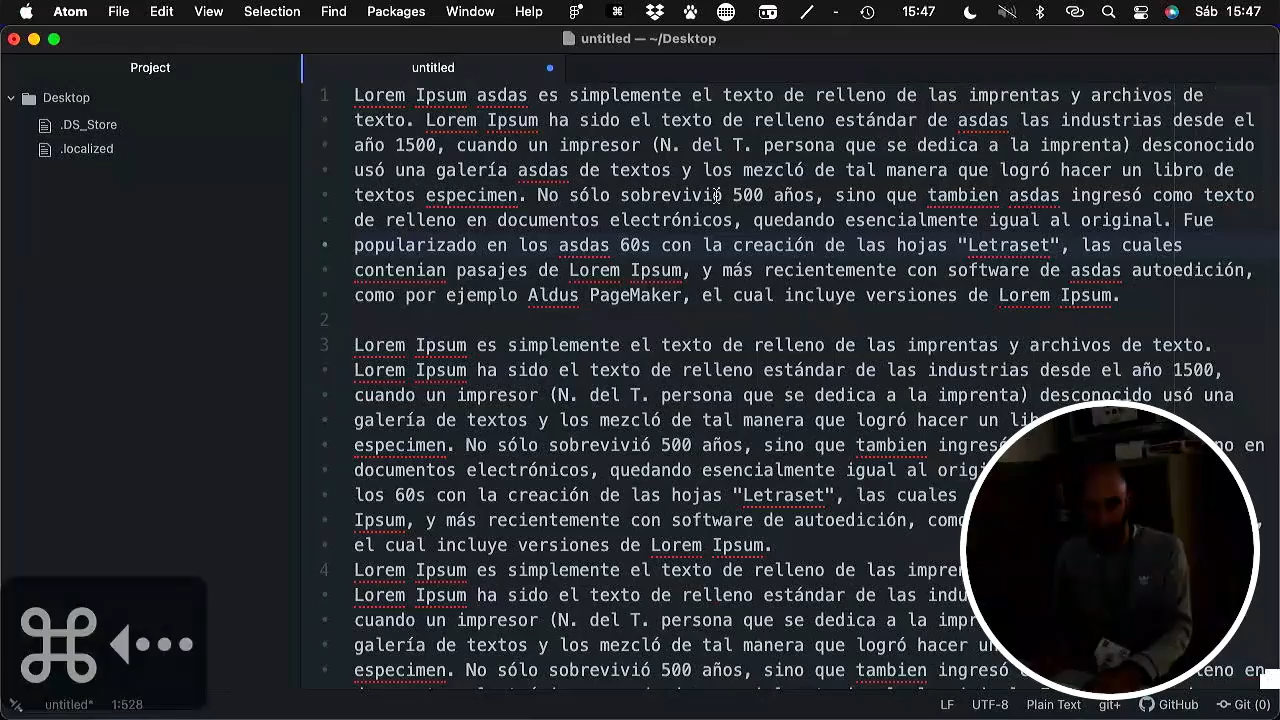 Atom File Edit View Selection Find Packages Window Help 15:47 Sáb 15:47
untitled — ~/Desktop
Project
untitled
Desktop
.DS_Store
.localized
1 Lorem Ipsum asdas es simplemente el texto de relleno de las imprentas y archivos de
texto. Lorem Ipsum ha sido el texto de relleno estándar de asdas las industrias desde el
año 1500, cuando un impresor (N. del T. persona que se dedica a la imprenta) desconocido
usó una galería asdas de textos y los mezcló de tal manera que logró hacer un libro de
textos especimen. No sólo sobrevivió 500 años, sino que tambien asdas ingresó como texto
de relleno en documentos electrónicos, quedando esencialmente igual al original. Fue
popularizado en los asdas 60s con la creación de las hojas "Letraset", las cuales
contenian pasajes de Lorem Ipsum, y más recientemente con software de asdas autoedición,
como por ejemplo Aldus PageMaker, el cual incluye versiones de Lorem Ipsum.
2
3 Lorem Ipsum es simplemente el texto de relleno de las imprentas y archivos de texto.
Lorem Ipsum ha sido el texto de relleno estándar de las industrias desde el año 1500,
cuando un impresor (N. del T. persona que se dedica a la imprenta) desconocido usó una
galería de textos y los mezcló de tal manera que logró hacer un
especimen. No sólo sobrevivió 500 años, sino que tambien en
documentos electrónicos, quedando esencialmente igual al
los 60s con la creación de las hojas "Letraset", las cuales
Ipsum, y más recientemente con software de autoedición,
el cual incluye versiones de Lorem Ipsum.
4 Lorem Ipsum es simplemente el texto de relleno de las
Lorem Ipsum ha sido el texto de relleno estándar de las
cuando un impresor (N. del T. persona que se dedica a la
galería de textos y los mezcló de tal manera que logró hacer
especimen. No sólo sobrevivió 500 años, sino que tambien en
⌘ ◀•••
untitled* 1:528 LF UTF-8 Plain Text git+ GitHub Git (0)